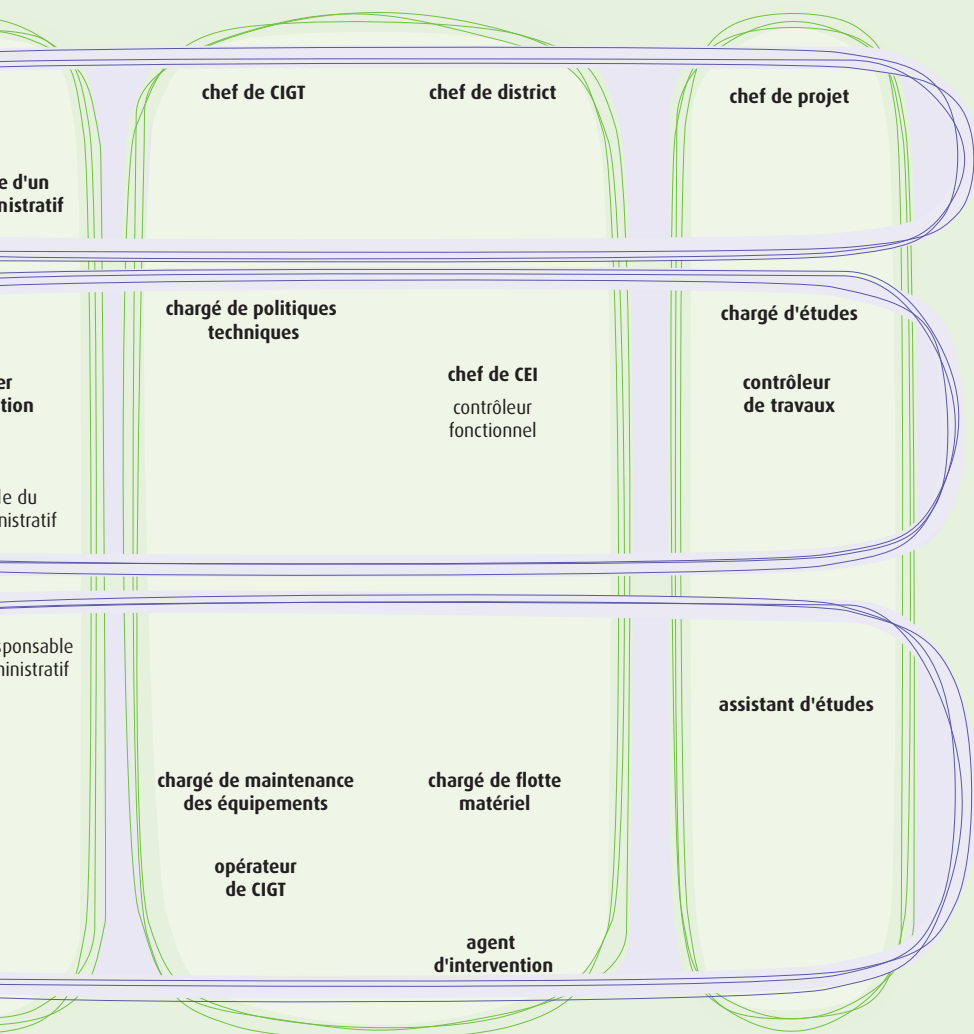 chef de CIGT
chef de district
chef de projet
e d'un
nistratif
chargé de politiques
techniques
chargé d'études
chef de CEI
contrôleur
fonctionnel
contrôleur
de travaux
er
tion
le du
nistratif
sponsable
ministratif
assistant d'études
chargé de maintenance
des équipements
chargé de flotte
matériel
opérateur
de CIGT
agent
d'intervention